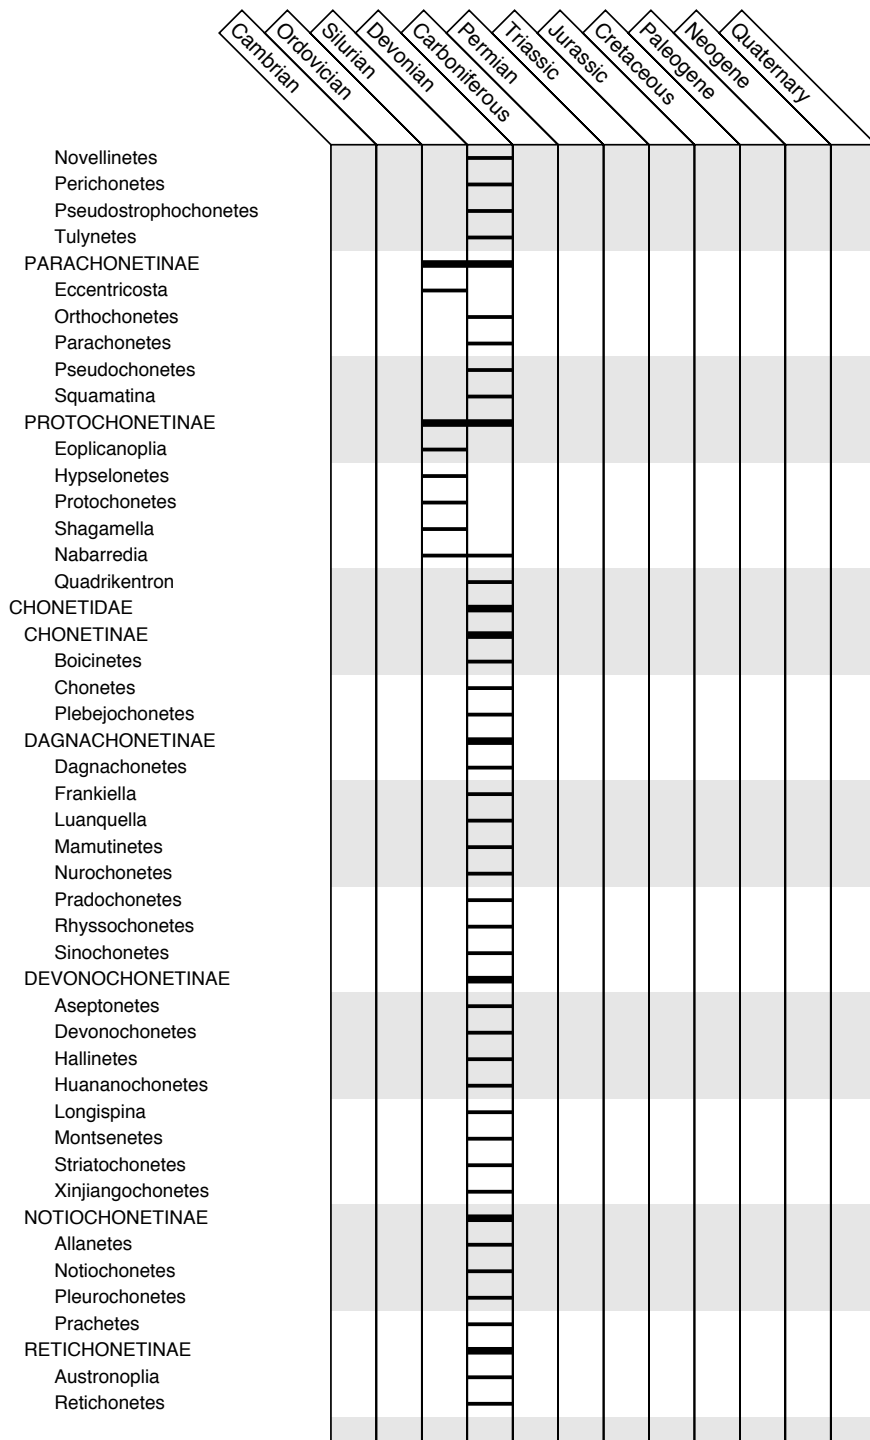 Cambrian
Ordovician
Silurian
Devonian
Carboniferous
Permian
Triassic
Jurassic
Cretaceous
Paleogene
Neogene
Quaternary
Novellinetes
Perichonetes
Pseudostrophochonetes
Tulynetes
PARACHONETINAE
Eccentricosta
Orthochonetes
Parachonetes
Pseudochonetes
Squamatina
PROTOCHONETINAE
Eoplicanoplia
Hypselonetes
Protochonetes
Shagamella
Nabarredia
Quadrikentron
CHONETIDAE
CHONETINAE
Boicinetes
Chonetes
Plebejochonetes
DAGNACHONETINAE
Dagnachonetes
Frankiella
Luanquella
Mamutinetes
Nurochonetes
Pradochonetes
Rhyssochonetes
Sinochonetes
DEVONOCHONETINAE
Aseptonetes
Devonochonetes
Hallinetes
Huananochonetes
Longispina
Montsenetes
Striatochonetes
Xinjiangochonetes
NOTIOCHONETINAE
Allanetes
Notiochonetes
Pleurochonetes
Prachetes
RETICHONETINAE
Austronoplia
Retichonetes